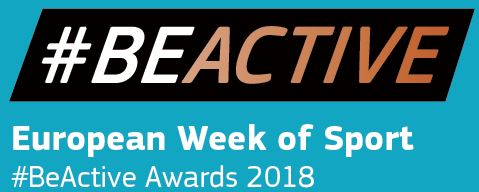 #BEACTIVE
European Week of Sport
#BeActive Awards 2018